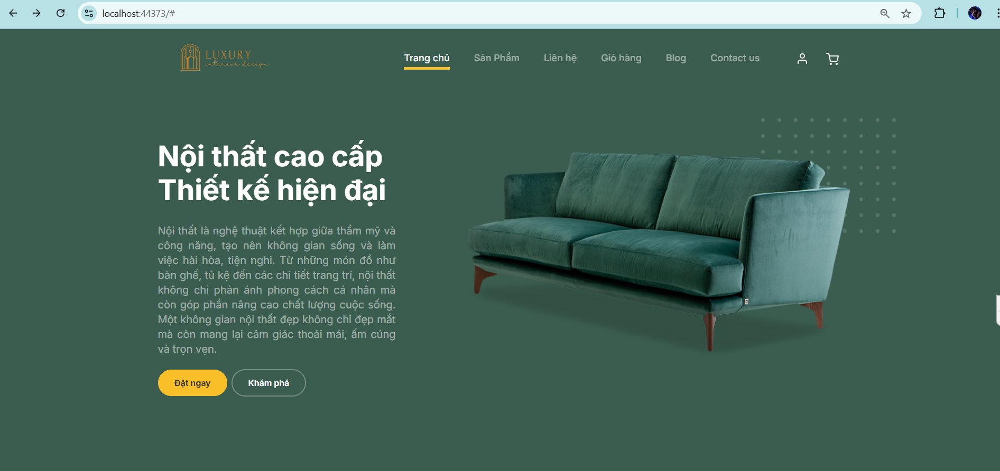 localhost:44373/#
LUXURY
interior design
Trang chủ
Sản Phẩm
Liên hệ
Giỏ hàng
Blog
Contact us
Nội thất cao cấp
Thiết kế hiện đại
Nội thất là nghệ thuật kết hợp giữa thẩm mỹ và
công năng, tạo nên không gian sống và làm
việc hài hòa, tiện nghi. Từ những món đồ như
bàn ghế, tủ kệ đến các chi tiết trang trí, nội thất
không chỉ phản ánh phong cách cá nhân mà
còn góp phần nâng cao chất lượng cuộc sống.
Một không gian nội thất đẹp không chỉ đẹp mắt
mà còn mang lại cảm giác thoải mái, ấm cúng
và trọn vẹn.
Đặt ngay
Khám phá